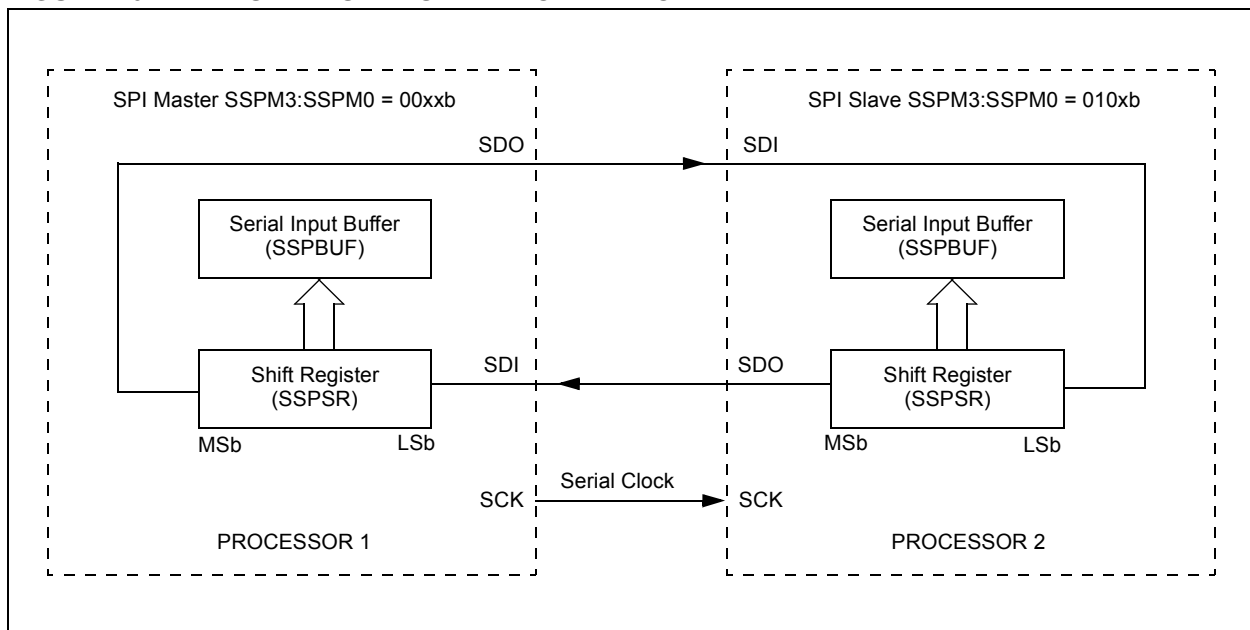 SPI Master SSPM3:SSPM0 = 00xxb
SPI Slave SSPM3:SSPM0 = 010xb
SDO
SDI
Serial Input Buffer
(SSPBUF)
Serial Input Buffer
(SSPBUF)
Shift Register
(SSPSR)
SDI
SDO
Shift Register
(SSPSR)
MSb
LSb
MSb
LSb
SCK
Serial Clock
SCK
PROCESSOR 1
PROCESSOR 2